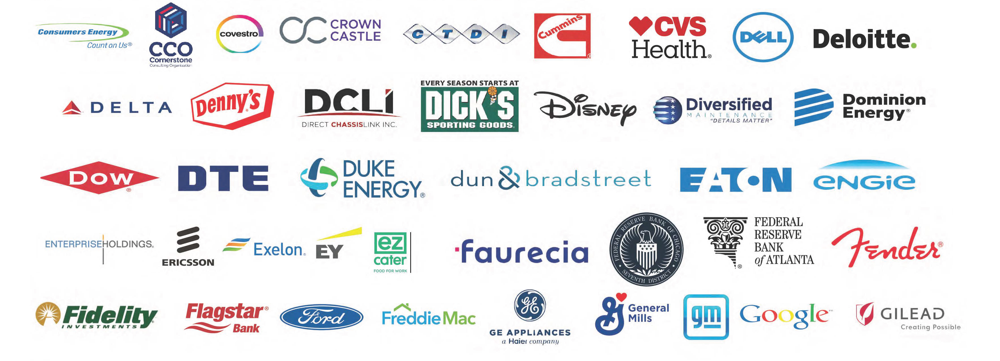 Consumers Energy
Count on Us®
CCO
Cornerstone
Consulting Organization
covestro
CROWN
CASTLE
C T D I
Cummins
®
CVS
Health®
DELL
Deloitte.
DELTA
Denny's
DCLI
DIRECT CHASSISLINK INC.
EVERY SEASON STARTS AT
DICK'S
SPORTING GOODS
Disney
Diversified
MAINTENANCE
"DETAILS MATTER"
Dominion
Energy®
DOW
®
DTE
DUKE
ENERGY®
dun & bradstreet
EATON
ENGIE
ENTERPRISE HOLDINGS®
ERICSSON
Exelon®
EY
ez
cater
FOOD FOR WORK
faurecia
FEDERAL RESERVE BANK OF CHICAGO
SEVENTH DISTRICT
FEDERAL
RESERVE
BANK
of ATLANTA
®
Fender®
Fidelity
INVESTMENTS
Flagstar®
Bank
Ford
Freddie Mac
GE
GE APPLIANCES
a Haier company
G
General
Mills
gm
Google™
GILEAD
Creating Possible